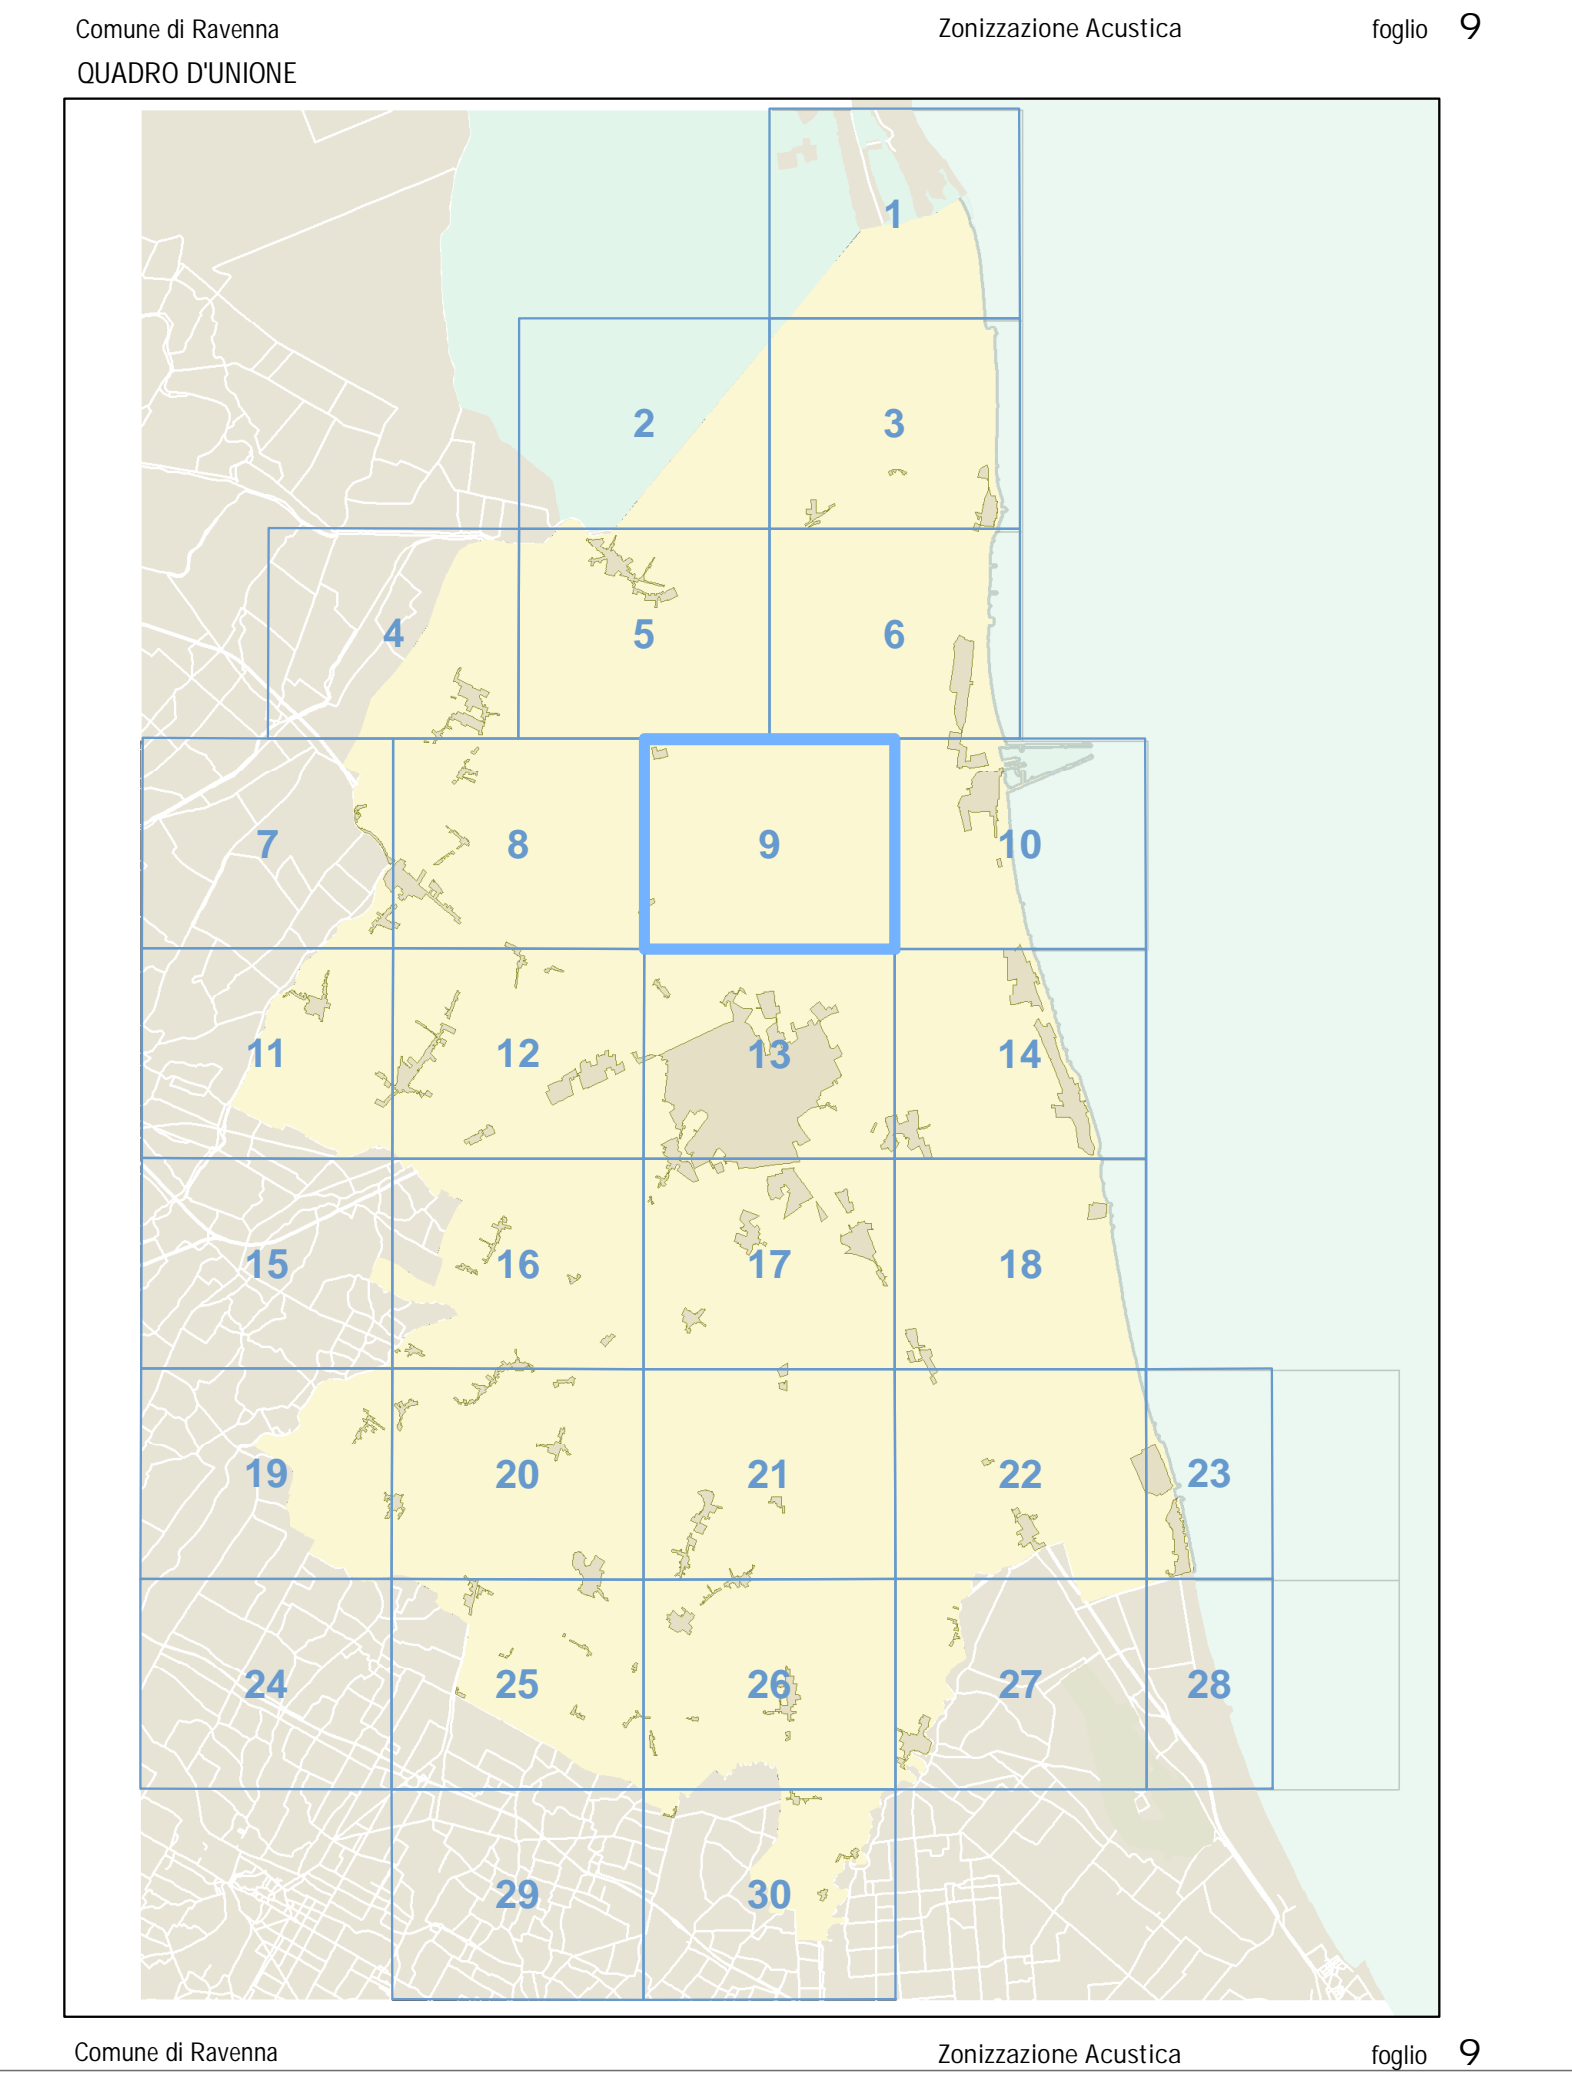 Comune di Ravenna Zonizzazione Acustica foglio 9
QUADRO D'UNIONE
1
2 3
4 5 6
7 8 9 10
11 12 13 14
15 16 17 18
19 20 21 22 23
24 25 26 27 28
29 30
Comune di Ravenna Zonizzazione Acustica foglio 9